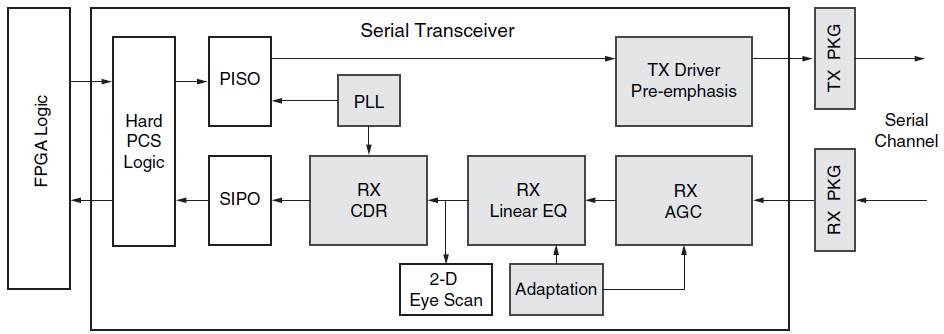 Serial Transceiver
FPGA Logic
Hard
PCS
Logic
PISO
PLL
TX Driver
Pre-emphasis
TX PKG
Serial
Channel
SIPO
RX
CDR
RX
Linear EQ
RX
AGC
RX PKG
2-D
Eye Scan
Adaptation